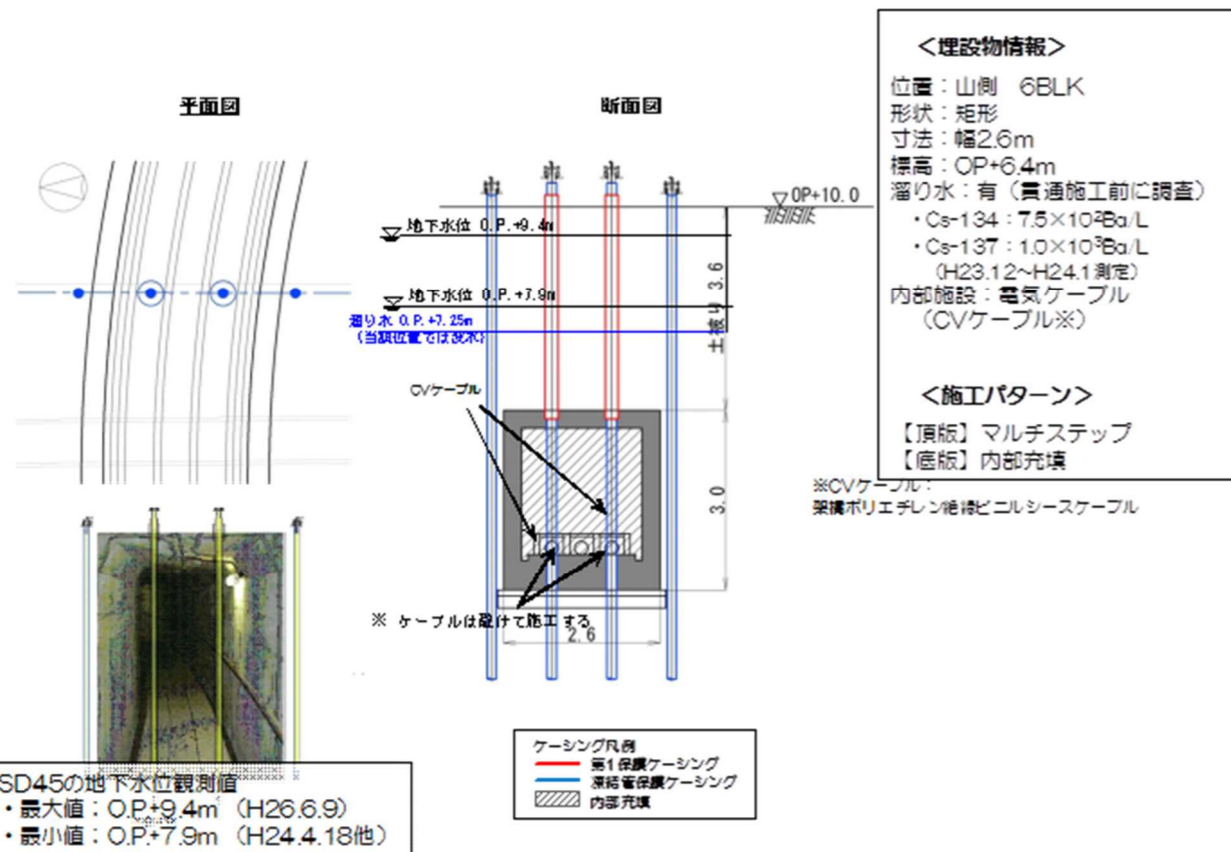 平面図
断面図
OP+10.0
地下水位 O.P.+9.4m
地下水位 O.P.+7.9m
溜り水 O.P.+7.25m
(当該位置では没水)
土被り 3.6
CVケーブル
3.0
※ ケーブルは避けて施工する
2.6
<埋設物情報>
位置：山側 6BLK
形状：矩形
寸法：幅2.6m
標高：OP+6.4m
溜り水：有（貫通施工前に調査）
・Cs-134：7.5×10²Bq/L
・Cs-137：1.0×10³Bq/L
（H23.12～H24.1測定）
内部施設：電気ケーブル
（CVケーブル※）
<施工パターン>
【頂版】マルチステップ
【底版】内部充填
※CVケーブル：
架橋ポリエチレン絶縁ビニルシースケーブル
ケーシング凡例
第1保護ケーシング
凍結管保護ケーシング
内部充填
SD45の地下水位観測値
・最大値：O.P.+9.4m （H26.6.9）
・最小値：O.P.+7.9m （H24.4.18他）